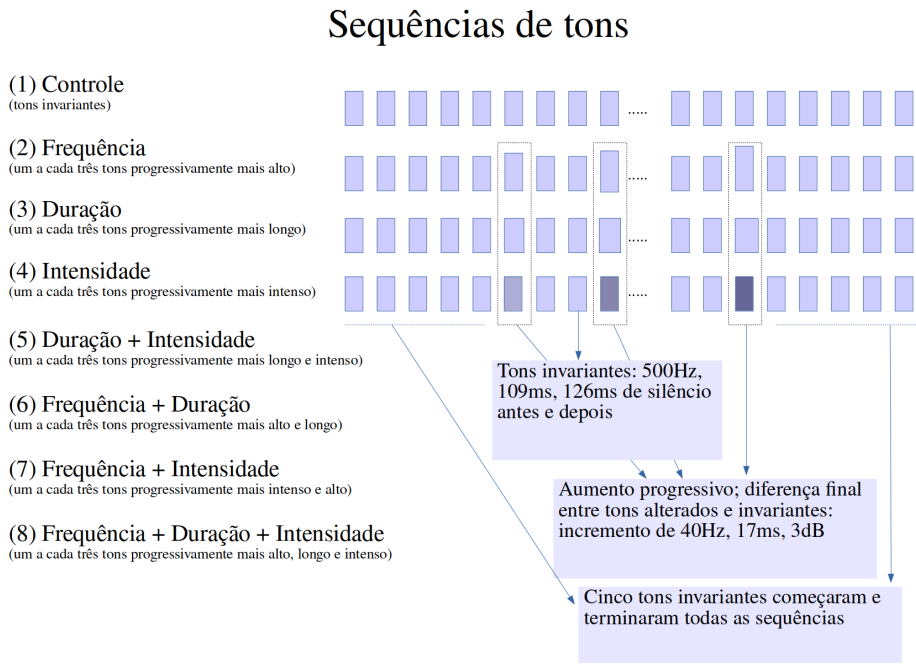 Sequências de tons
(1) Controle
(tons invariantes)
.....
(2) Frequência
(um a cada três tons progressivamente mais alto)
.....
(3) Duração
(um a cada três tons progressivamente mais longo)
.....
(4) Intensidade
(um a cada três tons progressivamente mais intenso)
.....
(5) Duração + Intensidade
(um a cada três tons progressivamente mais longo e intenso)
(6) Frequência + Duração
(um a cada três tons progressivamente mais alto e longo)
(7) Frequência + Intensidade
(um a cada três tons progressivamente mais intenso e alto)
(8) Frequência + Duração + Intensidade
(um a cada três tons progressivamente mais alto, longo e intenso)
Tons invariantes: 500Hz,
109ms, 126ms de silêncio
antes e depois
Aumento progressivo; diferença final
entre tons alterados e invariantes:
incremento de 40Hz, 17ms, 3dB
Cinco tons invariantes começaram e
terminaram todas as sequências